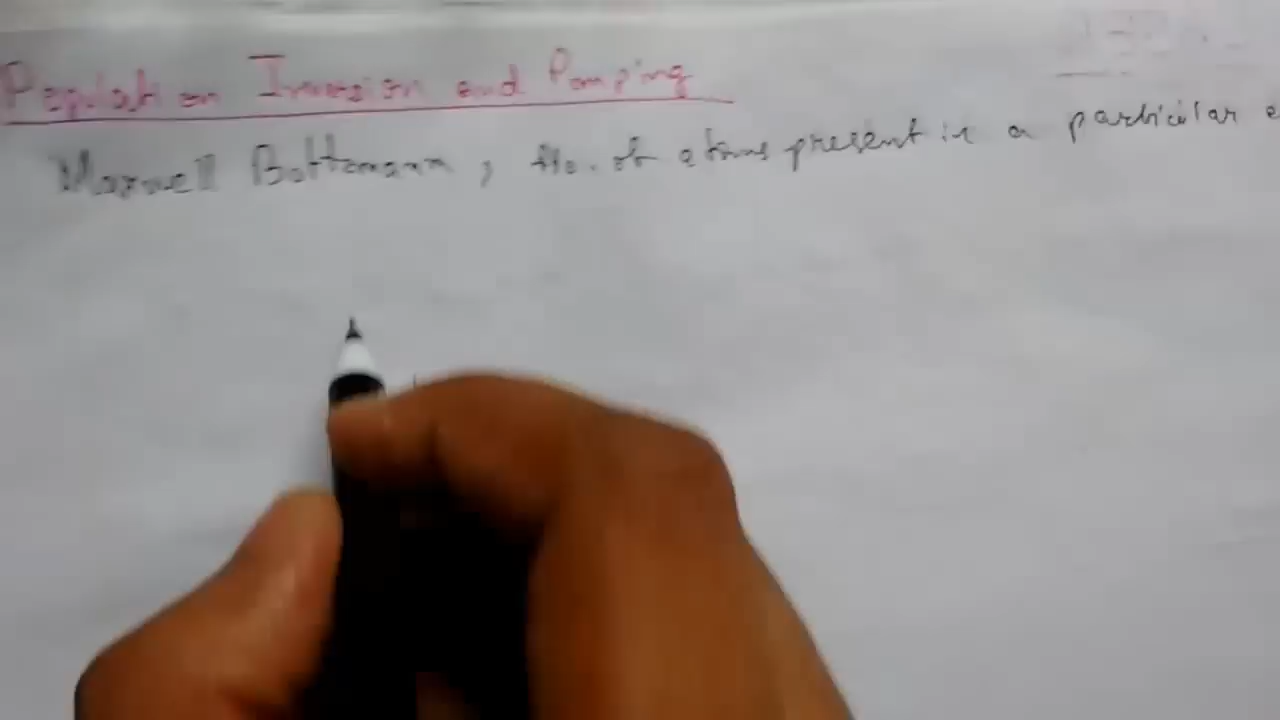 Population Inversion and Pumping
Maxwell Boltzmann, No. of atoms present in a particular